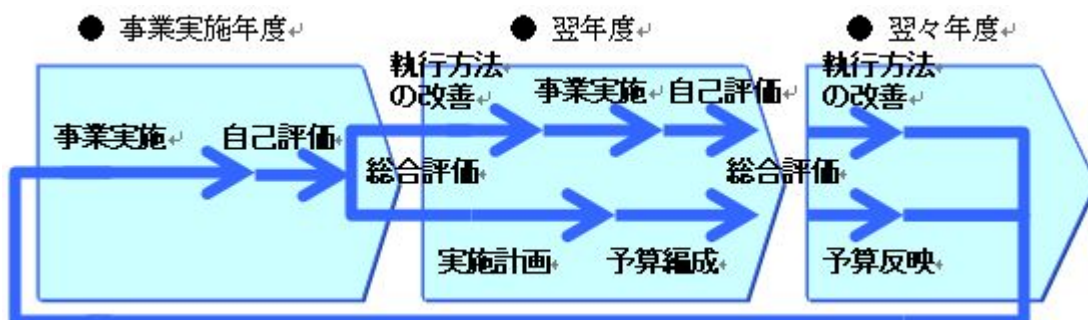 ● 事業実施年度
● 翌年度
● 翌々年度
事業実施
自己評価
総合評価
執行方法
の改善
事業実施
自己評価
実施計画
予算編成
総合評価
執行方法
の改善
予算反映